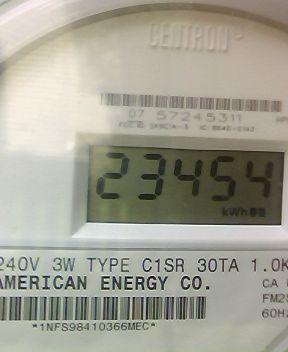 CENTRON
07 57245311
23454
kWh
240V 3W TYPE C1SR 30TA 1.0K
AMERICAN ENERGY CO.
CA
FM2S
60Hz
*1NFS98410366MEC*